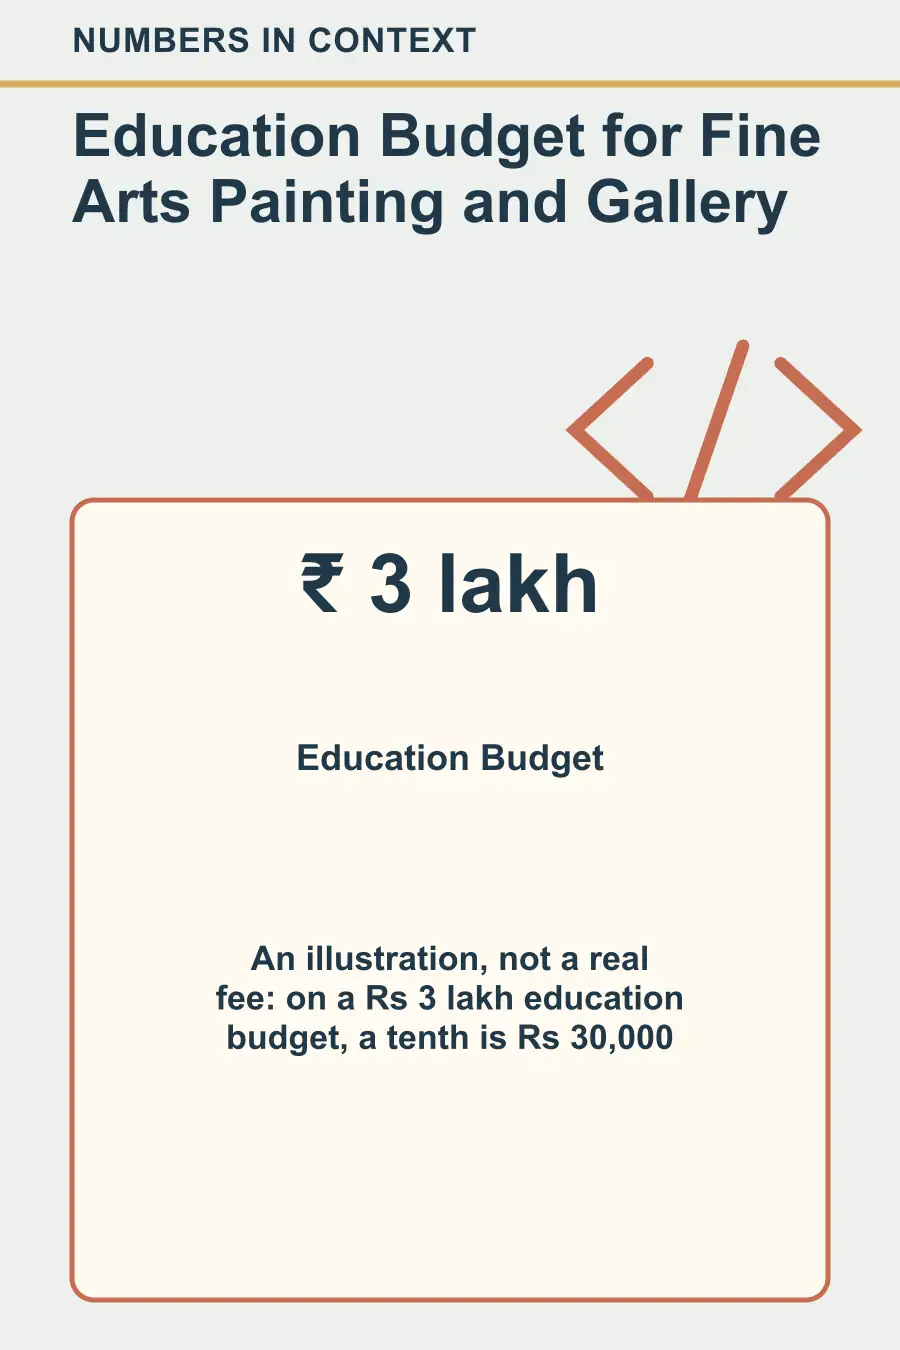 NUMBERS IN CONTEXT
Education Budget for Fine
Arts Painting and Gallery
₹ 3 lakh
Education Budget
An illustration, not a real
fee: on a Rs 3 lakh education
budget, a tenth is Rs 30,000